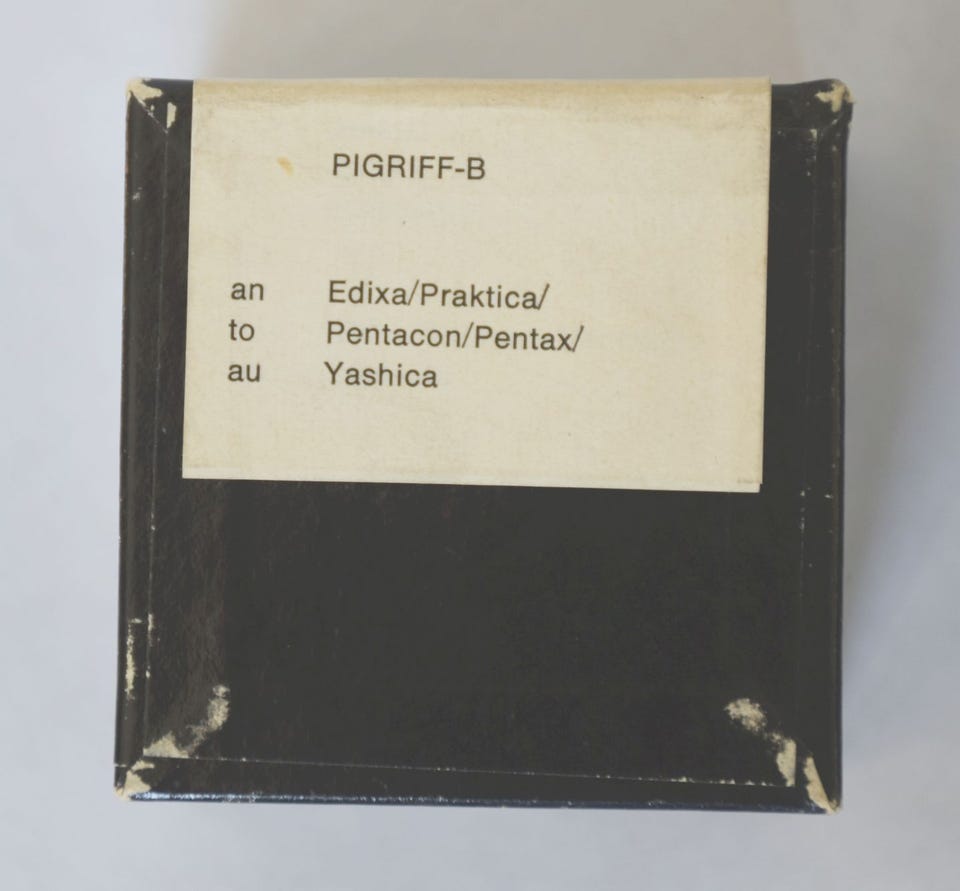 PIGRIFF-B
an Edixa/Praktica/
to Pentacon/Pentax/
au Yashica